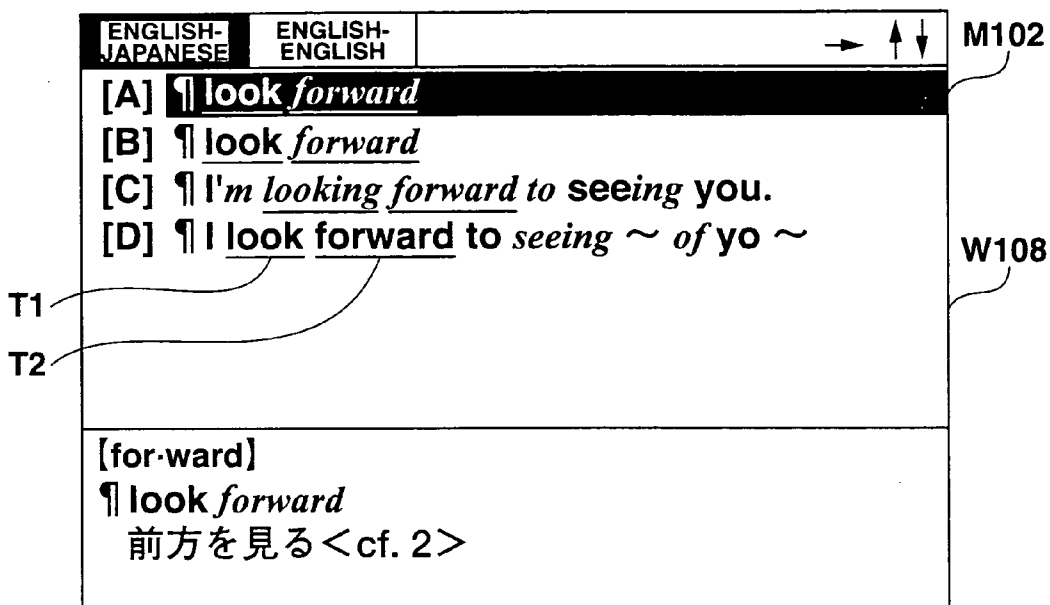 ENGLISH-JAPANESE ENGLISH-ENGLISH → ↑↓ M102
[A] ¶ look forward
[B] ¶ look forward
[C] ¶ I'm looking forward to seeing you.
[D] ¶ I look forward to seeing ～ of yo ～
W108
T1
T2
【for·ward】
¶ look forward
前方を見る＜cf. 2＞